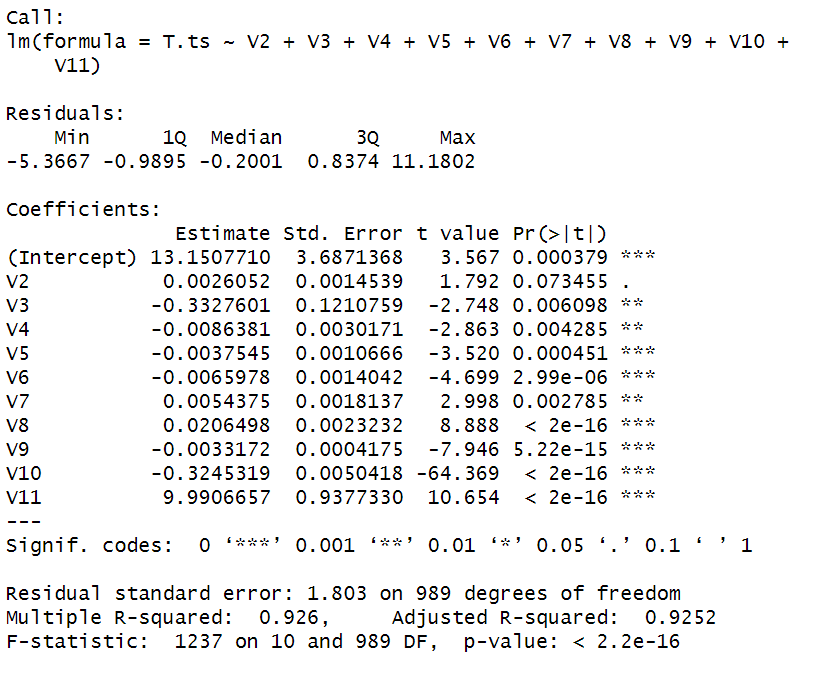 Call:
lm(formula = T.ts ~ V2 + V3 + V4 + V5 + V6 + V7 + V8 + V9 + V10 +
    V11)

Residuals:
    Min      1Q  Median      3Q     Max
-5.3667 -0.9895 -0.2001  0.8374 11.1802

Coefficients:
              Estimate Std. Error t value Pr(>|t|)
(Intercept) 13.1507710  3.6871368   3.567 0.000379 ***
V2           0.0026052  0.0014539   1.792 0.073455 .
V3          -0.3327601  0.1210759  -2.748 0.006098 **
V4          -0.0086381  0.0030171  -2.863 0.004285 **
V5          -0.0037545  0.0010666  -3.520 0.000451 ***
V6          -0.0065978  0.0014042  -4.699 2.99e-06 ***
V7           0.0054375  0.0018137   2.998 0.002785 **
V8           0.0206498  0.0023232   8.888  < 2e-16 ***
V9          -0.0033172  0.0004175  -7.946 5.22e-15 ***
V10         -0.3245319  0.0050418 -64.369  < 2e-16 ***
V11          9.9906657  0.9377330  10.654  < 2e-16 ***
---
Signif. codes:  0 ‘***’ 0.001 ‘**’ 0.01 ‘*’ 0.05 ‘.’ 0.1 ‘ ’ 1

Residual standard error: 1.803 on 989 degrees of freedom
Multiple R-squared:  0.926,     Adjusted R-squared:  0.9252
F-statistic:  1237 on 10 and 989 DF,  p-value: < 2.2e-16